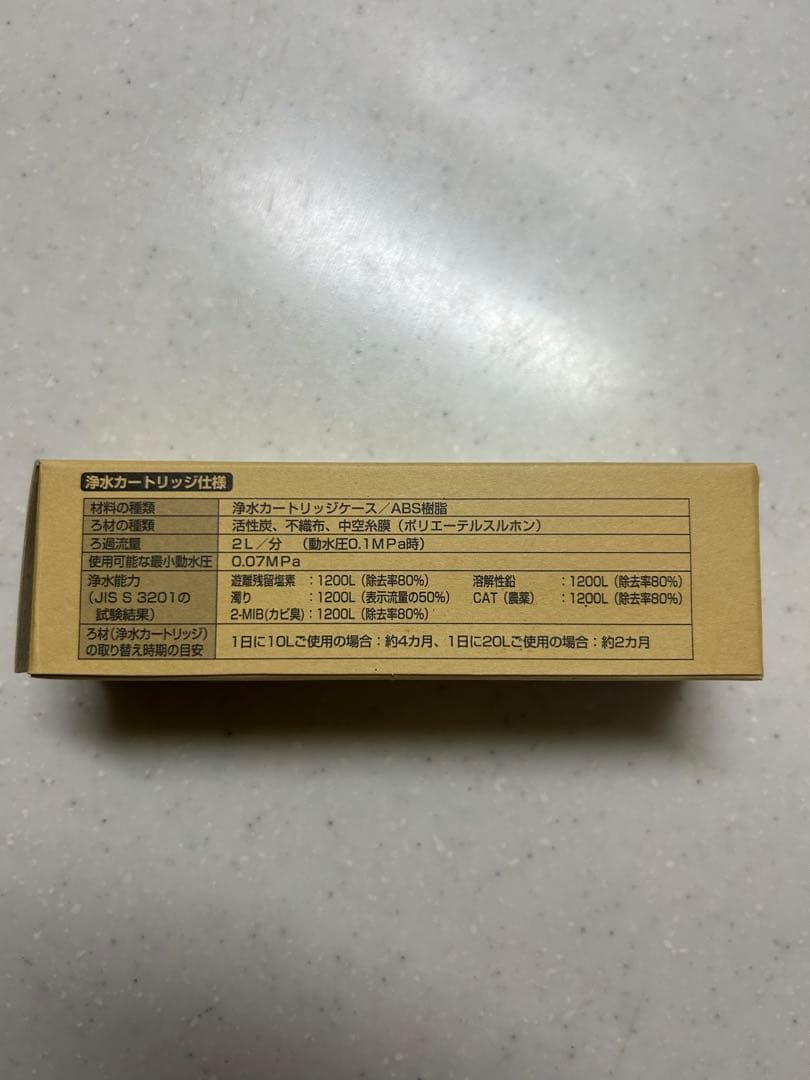 浄水カートリッジ仕様
材料の種類 浄水カートリッジケース／ABS樹脂
ろ材の種類 活性炭、不織布、中空糸膜（ポリエーテルスルホン）
ろ過流量 2L／分 （動水圧0.1MPa時）
使用可能な最小動水圧 0.07MPa
浄水能力 遊離残留塩素 ：1200L（除去率80%） 溶解性鉛 ：1200L（除去率80%）
（JIS S 3201の 濁り ：1200L（表示流量の50%） CAT（農薬） ：1200L（除去率80%）
試験結果） 2-MIB(カビ臭)：1200L（除去率80%）
ろ材（浄水カートリッジ） 1日に10Lご使用の場合：約4カ月、1日に20Lご使用の場合：約2カ月
の取り替え時期の目安